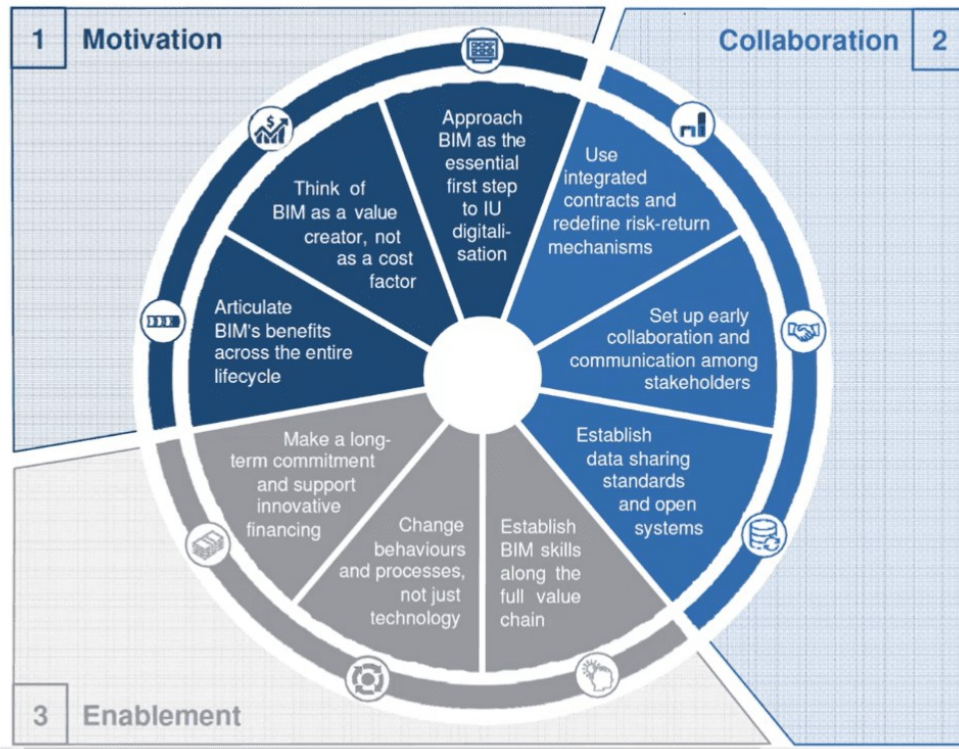 1 Motivation
Collaboration 2
Approach
BIM as the
essential
first step
to IU
digitali-
sation
Think of
BIM as a value
creator, not
as a cost
factor
Articulate
BIM's benefits
across the entire
lifecycle
Use
integrated
contracts and
redefine risk-return
mechanisms
Set up early
collaboration and
communication among
stakeholders
Establish
data sharing
standards
and open
systems
Make a long-
term commitment
and support
innovative
financing
Change
behaviours
and processes,
not just
technology
Establish
BIM skills
along the
full value
chain
3 Enablement